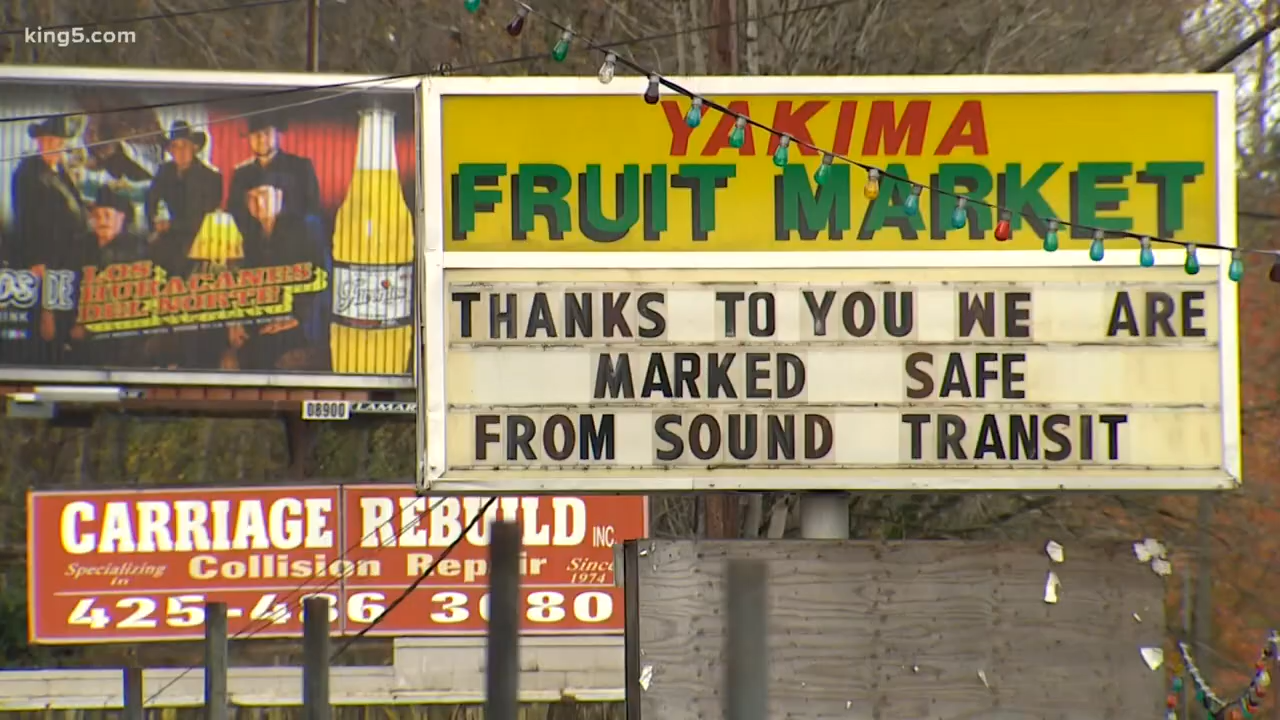 king5.com
YAKIMA
FRUIT MARKET
THANKS TO YOU WE ARE
MARKED SAFE
FROM SOUND TRANSIT
DE
LOS
HURACANES
DEL NORTE
08900
LAMAR
CARRIAGE REBUILD INC.
Specializing in Collision Repair Since 1974
425-486 3080